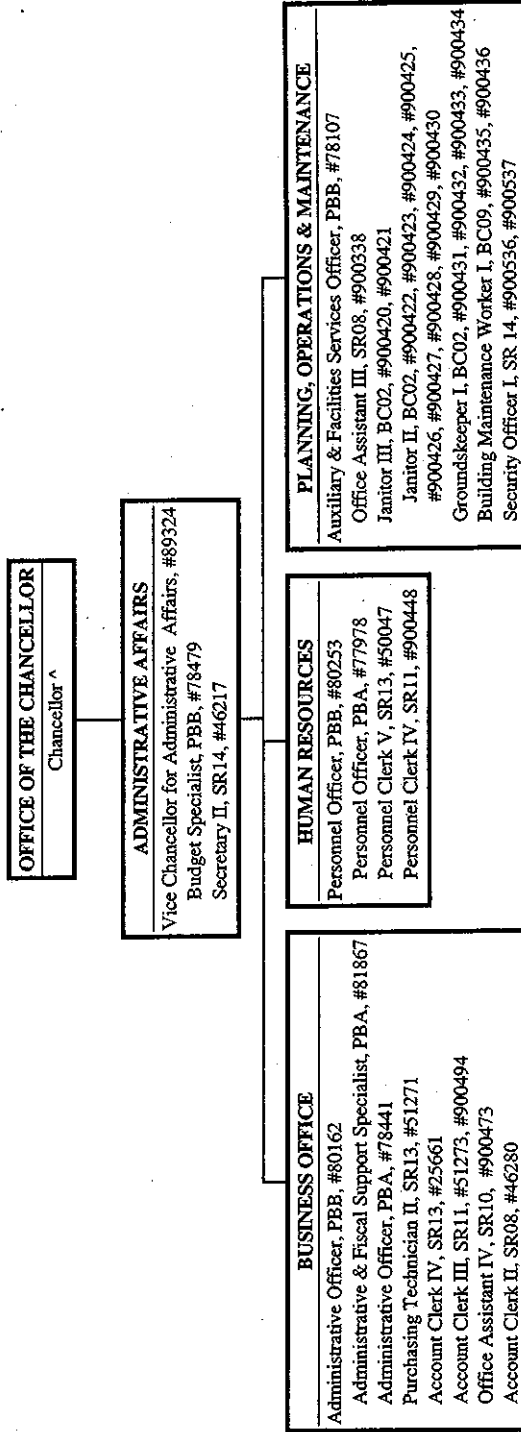 OFFICE OF THE CHANCELLOR
Chancellor ^
ADMINISTRATIVE AFFAIRS
Vice Chancellor for Administrative Affairs, #89324
Budget Specialist, PBB, #78479
Secretary II, SR14, #46217
BUSINESS OFFICE
Administrative Officer, PBB, #80162
Administrative & Fiscal Support Specialist, PBA, #81867
Administrative Officer, PBA, #78441
Purchasing Technician II, SR13, #51271
Account Clerk IV, SR13, #25661
Account Clerk III, SR11, #51273, #900494
Office Assistant IV, SR10, #900473
Account Clerk II, SR08, #46280
HUMAN RESOURCES
Personnel Officer, PBB, #80253
Personnel Officer, PBA, #77978
Personnel Clerk V, SR13, #50047
Personnel Clerk IV, SR11, #900448
PLANNING, OPERATIONS & MAINTENANCE
Auxiliary & Facilities Services Officer, PBB, #78107
Office Assistant III, SR08, #900338
Janitor III, BC02, #900420, #900421
Janitor II, BC02, #900422, #900423, #900424, #900425,
#900426, #900427, #900428, #900429, #900430
Groundskeeper I, BC02, #900431, #900432, #900433, #900434
Building Maintenance Worker I, BC09, #900435, #900436
Security Officer I, SR 14, #900536, #900537